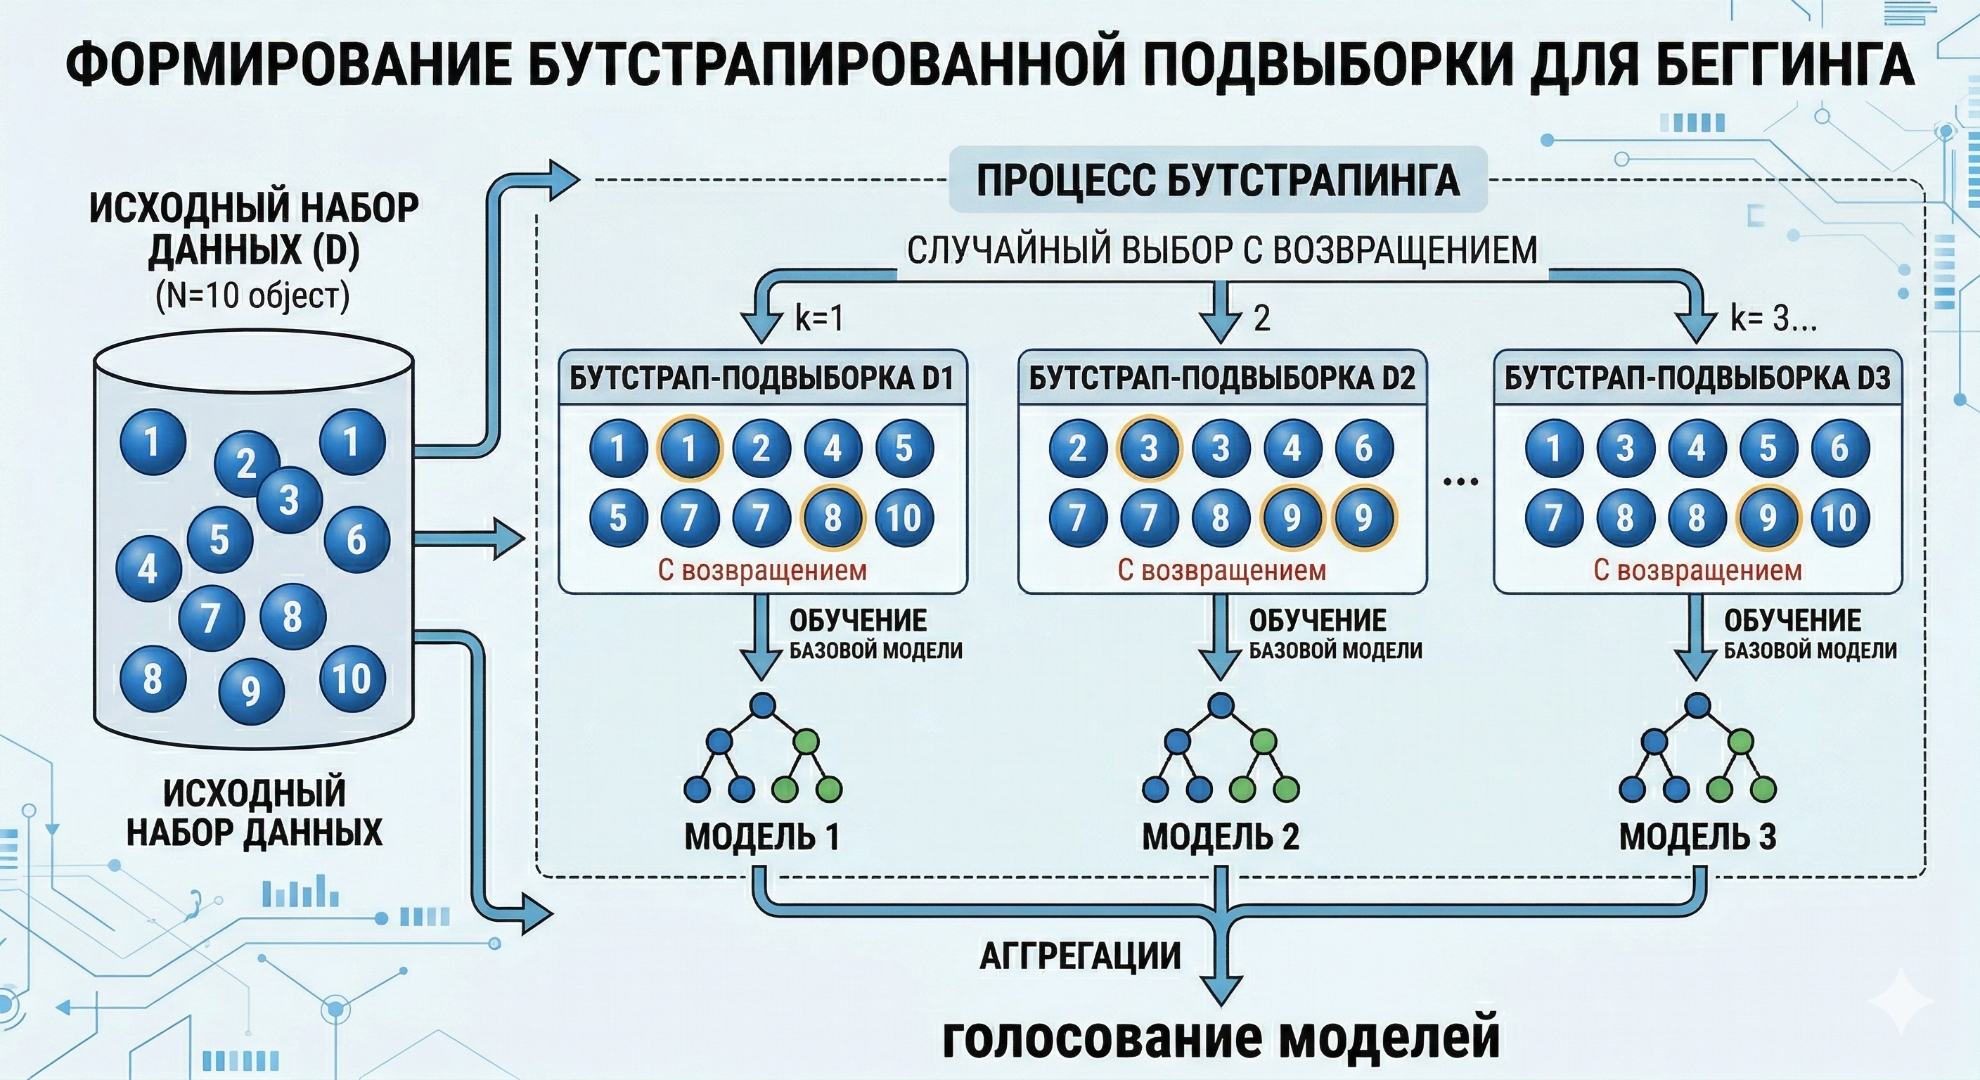 ФОРМИРОВАНИЕ БУТСТРАПИРОВАННОЙ ПОДВЫБОРКИ ДЛЯ БЕГГИНГА
ИСХОДНЫЙ НАБОР
ДАННЫХ (D)
(N=10 објест)
1
1
2
3
5
6
4
7
8
8
9
10
ИСХОДНЫЙ
НАБОР ДАННЫХ
ПРОЦЕСС БУТСТРАПИНГА
СЛУЧАЙНЫЙ ВЫБОР С ВОЗВРАЩЕНИЕМ
k=1
2
k= 3...
БУТСТРАП-ПОДВЫБОРКА D1
1 1 2 4 5
5 7 7 8 10
С возвращением
БУТСТРАП-ПОДВЫБОРКА D2
2 3 3 4 6
7 7 8 9 9
С возвращением
...
БУТСТРАП-ПОДВЫБОРКА D3
1 3 4 5 6
7 8 8 9 10
С возвращением
ОБУЧЕНИЕ
БАЗОВОЙ МОДЕЛИ
ОБУЧЕНИЕ
БАЗОВОЙ МОДЕЛИ
ОБУЧЕНИЕ
БАЗОВОЙ МОДЕЛИ
МОДЕЛЬ 1
МОДЕЛЬ 2
МОДЕЛЬ 3
АГГРЕГАЦИИ
голосование моделей